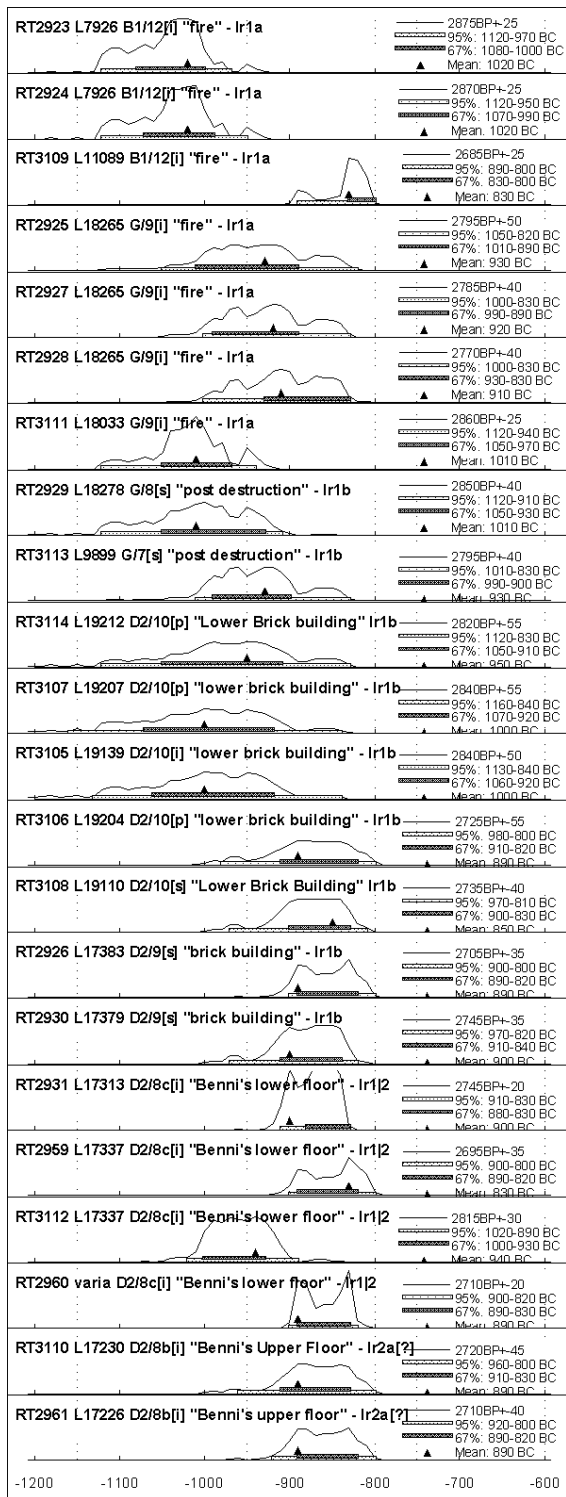 RT2923 L7926 B1/12[i] "fire" - Ir1a
2875BP+-25
95%: 1120-970 BC
67%: 1080-1000 BC
Mean: 1020 BC
RT2924 L7926 B1/12[i] "fire" - Ir1a
2870BP+-25
95%: 1120-950 BC
67%: 1070-990 BC
Mean: 1020 BC
RT3109 L11089 B1/12[i] "fire" - Ir1a
2685BP+-25
95%: 890-800 BC
67%: 830-800 BC
Mean: 830 BC
RT2925 L18265 G/9[i] "fire" - Ir1a
2795BP+-50
95%: 1050-820 BC
67%: 1010-890 BC
Mean: 930 BC
RT2927 L18265 G/9[i] "fire" - Ir1a
2785BP+-40
95%: 1000-830 BC
67%. 990-890 BC
Mean: 920 BC
RT2928 L18265 G/9[i] "fire" - Ir1a
2770BP+-40
95%: 1000-830 BC
67%: 930-830 BC
Mean: 910 BC
RT3111 L18033 G/9[i] "fire" - Ir1a
2860BP+-25
95%: 1120-940 BC
67%: 1050-970 BC
Mean: 1010 BC
RT2929 L18278 G/8[s] "post destruction" - Ir1b
2850BP+-40
95%: 1120-910 BC
67%: 1050-930 BC
Mean: 1010 BC
RT3113 L9899 G/7[s] "post destruction" - Ir1b
2795BP+-40
95%: 1010-830 BC
67%: 990-900 BC
Mean: 930 BC
RT3114 L19212 D2/10[p] "Lower Brick building" Ir1b
2820BP+-55
95%: 1120-830 BC
67%: 1050-910 BC
Mean: 950 BC
RT3107 L19207 D2/10[p] "lower brick building" - Ir1b
2840BP+-55
95%: 1160-840 BC
67%: 1070-920 BC
Mean: 1000 BC
RT3105 L19139 D2/10[i] "lower brick building" - Ir1b
2840BP+-50
95%: 1130-840 BC
67%: 1060-920 BC
Mean: 1000 BC
RT3106 L19204 D2/10[p] "lower brick building" - Ir1b
2725BP+-55
95%: 980-800 BC
67%: 910-820 BC
Mean: 890 BC
RT3108 L19110 D2/10[s] "Lower Brick Building" Ir1b
2735BP+-40
95%: 970-810 BC
67%: 900-830 BC
Mean: 850 BC
RT2926 L17383 D2/9[s] "brick building" - Ir1b
2705BP+-35
95%: 900-800 BC
67%: 890-820 BC
Mean: 890 BC
RT2930 L17379 D2/9[s] "brick building" - Ir1b
2745BP+-35
95%: 970-820 BC
67%: 910-840 BC
Mean: 900 BC
RT2931 L17313 D2/8c[i] "Benni's lower floor" - Ir1|2
2745BP+-20
95%: 910-830 BC
67%: 880-830 BC
Mean: 900 BC
RT2959 L17337 D2/8c[i] "Benni's lower floor" - Ir1|2
2695BP+-35
95%. 900-800 BC
67%: 890-820 BC
Mean: 830 BC
RT3112 L17337 D2/8c[i] "Benni's lower floor" - Ir1|2
2815BP+-30
95%: 1020-890 BC
67%: 1000-930 BC
Mean: 940 BC
RT2960 varia D2/8c[i] "Benni's lower floor" - Ir1|2
2710BP+-20
95%: 900-820 BC
67%: 890-830 BC
Mean: 890 BC
RT3110 L17230 D2/8b[i] "Benni's Upper Floor" - Ir2a[?]
2720BP+-45
95%: 960-800 BC
67%: 910-830 BC
Mean: 890 BC
RT2961 L17226 D2/8b[i] "Benni's upper floor" - Ir2a[?]
2710BP+-40
95%: 920-800 BC
67%: 890-820 BC
Mean: 890 BC
-1200 -1100 -1000 -900 -800 -700 -600